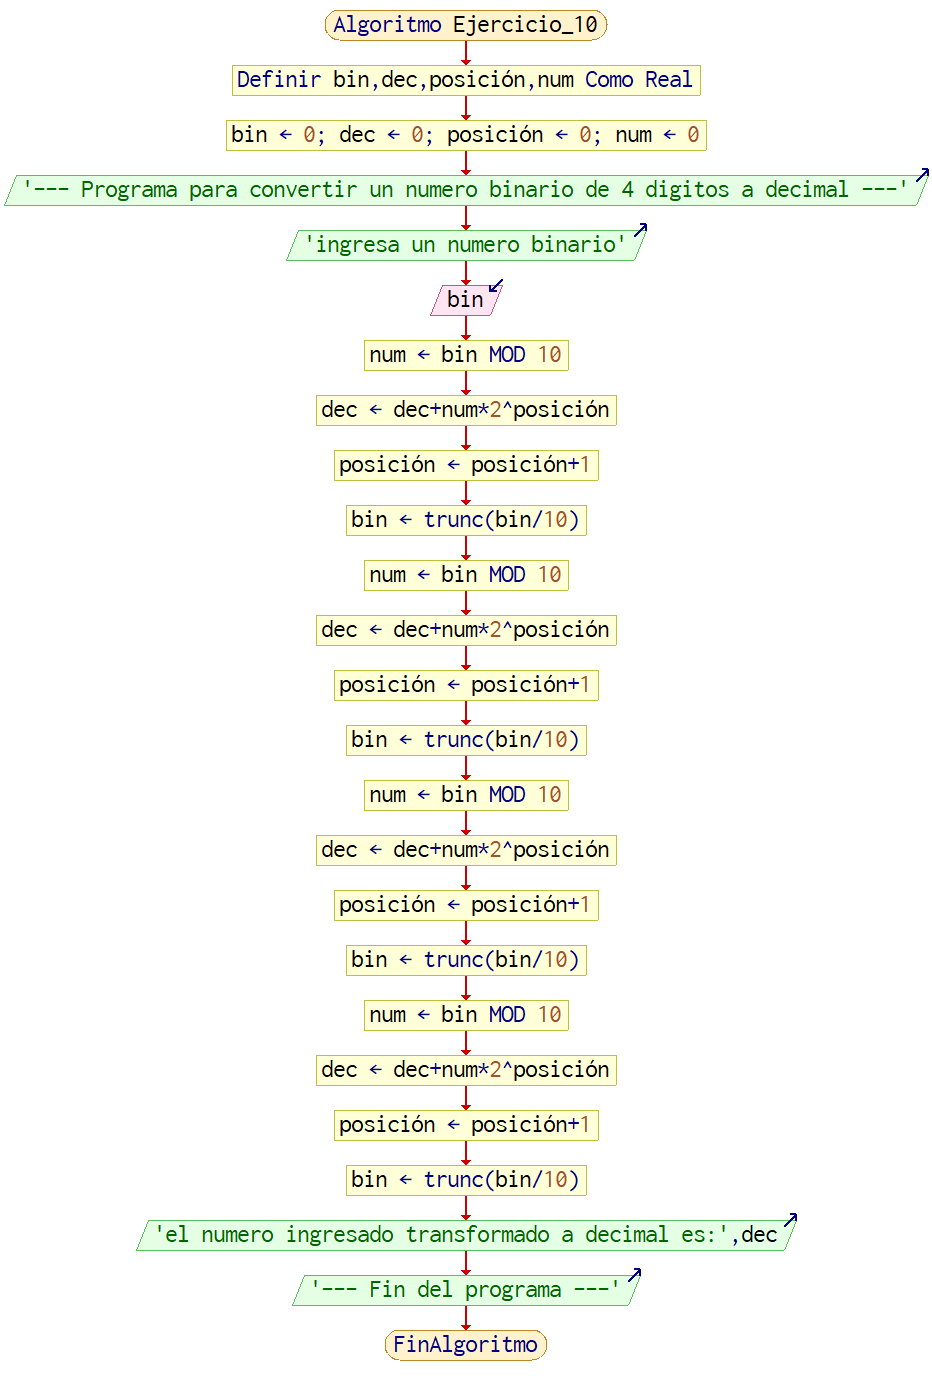 Algoritmo Ejercicio_10
Definir bin,dec,posición,num Como Real
bin ← 0; dec ← 0; posición ← 0; num ← 0
'--- Programa para convertir un numero binario de 4 digitos a decimal ---'
'ingresa un numero binario'
bin
num ← bin MOD 10
dec ← dec+num*2^posición
posición ← posición+1
bin ← trunc(bin/10)
num ← bin MOD 10
dec ← dec+num*2^posición
posición ← posición+1
bin ← trunc(bin/10)
num ← bin MOD 10
dec ← dec+num*2^posición
posición ← posición+1
bin ← trunc(bin/10)
num ← bin MOD 10
dec ← dec+num*2^posición
posición ← posición+1
bin ← trunc(bin/10)
'el numero ingresado transformado a decimal es:',dec
'--- Fin del programa ---'
FinAlgoritmo